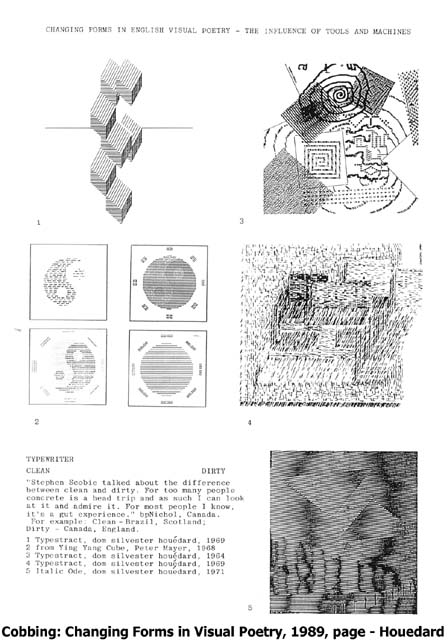 CHANGING FORMS IN ENGLISH VISUAL POETRY - THE INFLUENCE OF TOOLS AND MACHINES
1
3
2
4
TYPEWRITER
CLEAN DIRTY
"Stephen Scobie talked about the difference
between clean and dirty. For too many people
concrete is a head trip and as such I can look
at it and admire it. For most people I know,
it's a gut experience." bpNichol, Canada.
For example: Clean - Brazil, Scotland;
Dirty - Canada, England.
1 Typestract, dom silvester houédard, 1969
2 from Ying Yang Cube, Peter Mayer, 1968
3 Typestract, dom silvester houédard, 1964
4 Typestract, dom silvester houédard, 1969
5 Italic Ode, dom silvester houédard, 1971
5
Cobbing: Changing Forms in Visual Poetry, 1989, page - Houedard